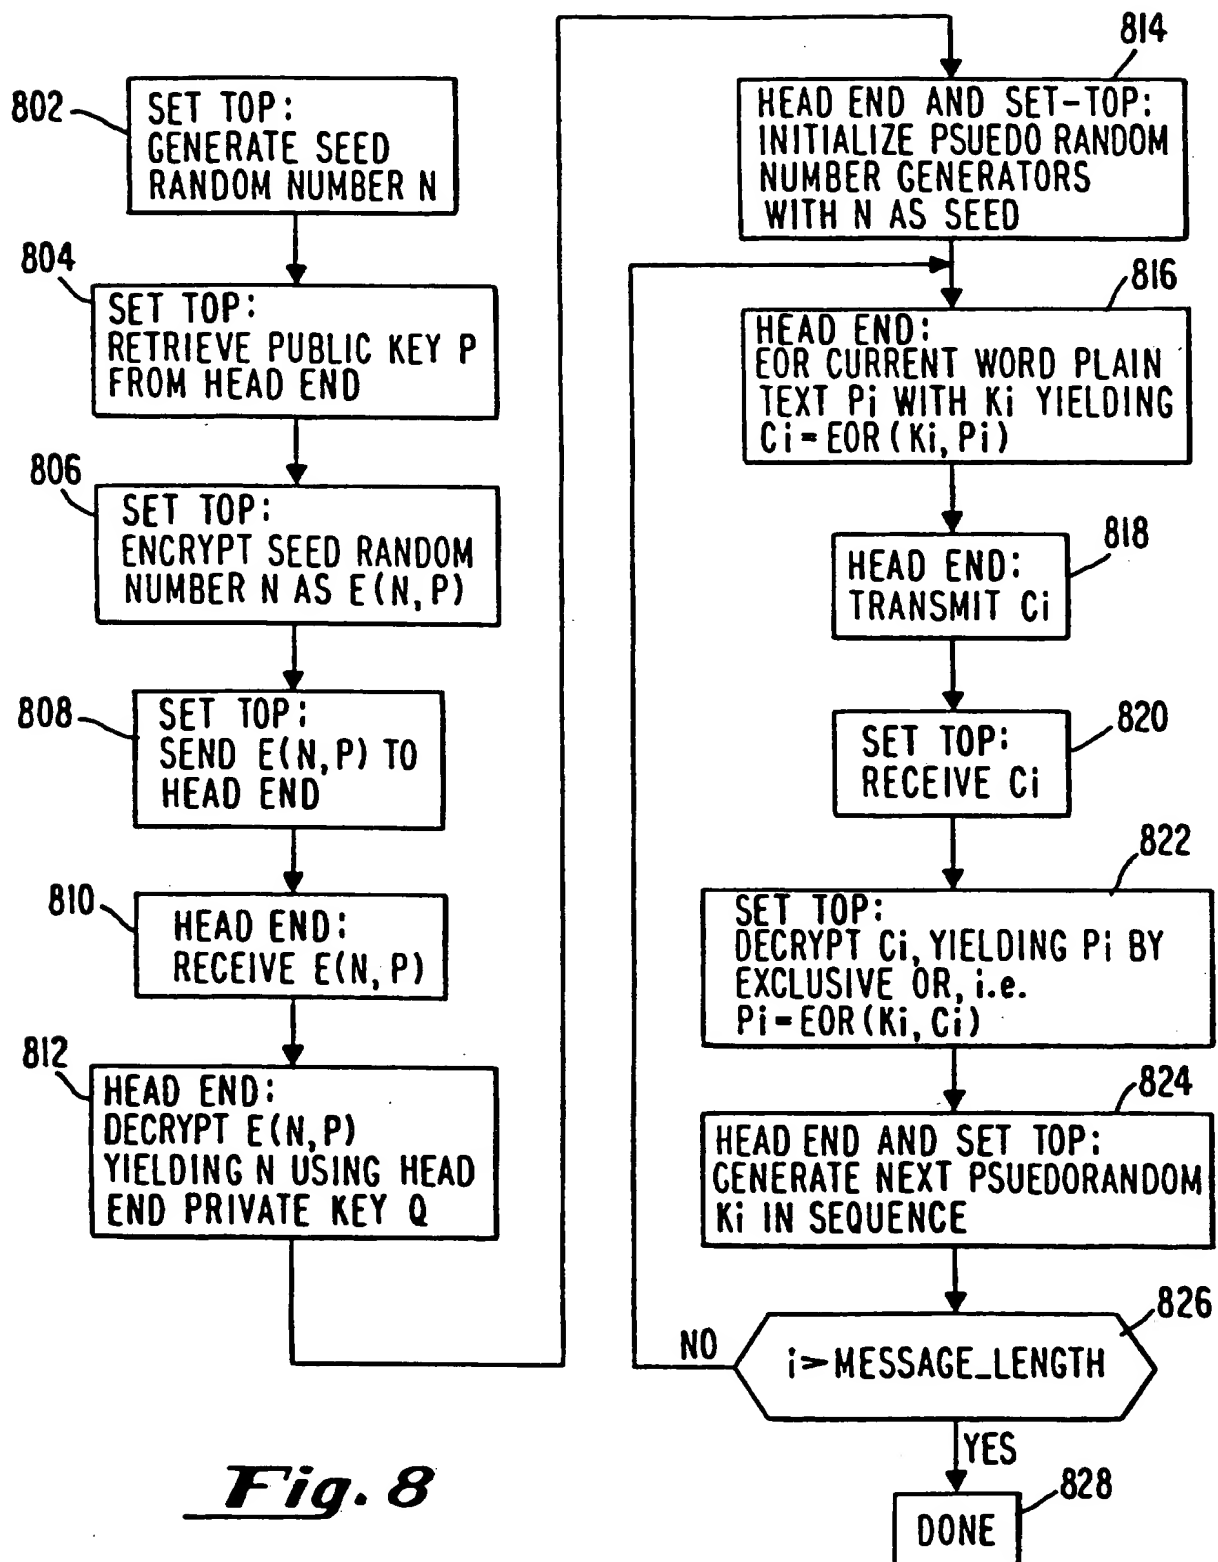 802
SET TOP:
GENERATE SEED
RANDOM NUMBER N
804
SET TOP:
RETRIEVE PUBLIC KEY P
FROM HEAD END
806
SET TOP:
ENCRYPT SEED RANDOM
NUMBER N AS E(N,P)
808
SET TOP:
SEND E(N,P) TO
HEAD END
810
HEAD END:
RECEIVE E(N,P)
812
HEAD END:
DECRYPT E(N,P)
YIELDING N USING HEAD
END PRIVATE KEY Q
814
HEAD END AND SET-TOP:
INITIALIZE PSUEDO RANDOM
NUMBER GENERATORS
WITH N AS SEED
816
HEAD END:
EOR CURRENT WORD PLAIN
TEXT Pi WITH Ki YIELDING
Ci=EOR(Ki,Pi)
818
HEAD END:
TRANSMIT Ci
820
SET TOP:
RECEIVE Ci
822
SET TOP:
DECRYPT Ci, YIELDING Pi BY
EXCLUSIVE OR, i.e.
Pi=EOR(Ki,Ci)
824
HEAD END AND SET TOP:
GENERATE NEXT PSUEDORANDOM
Ki IN SEQUENCE
826
i>MESSAGE_LENGTH
NO
YES
828
DONE
Fig. 8